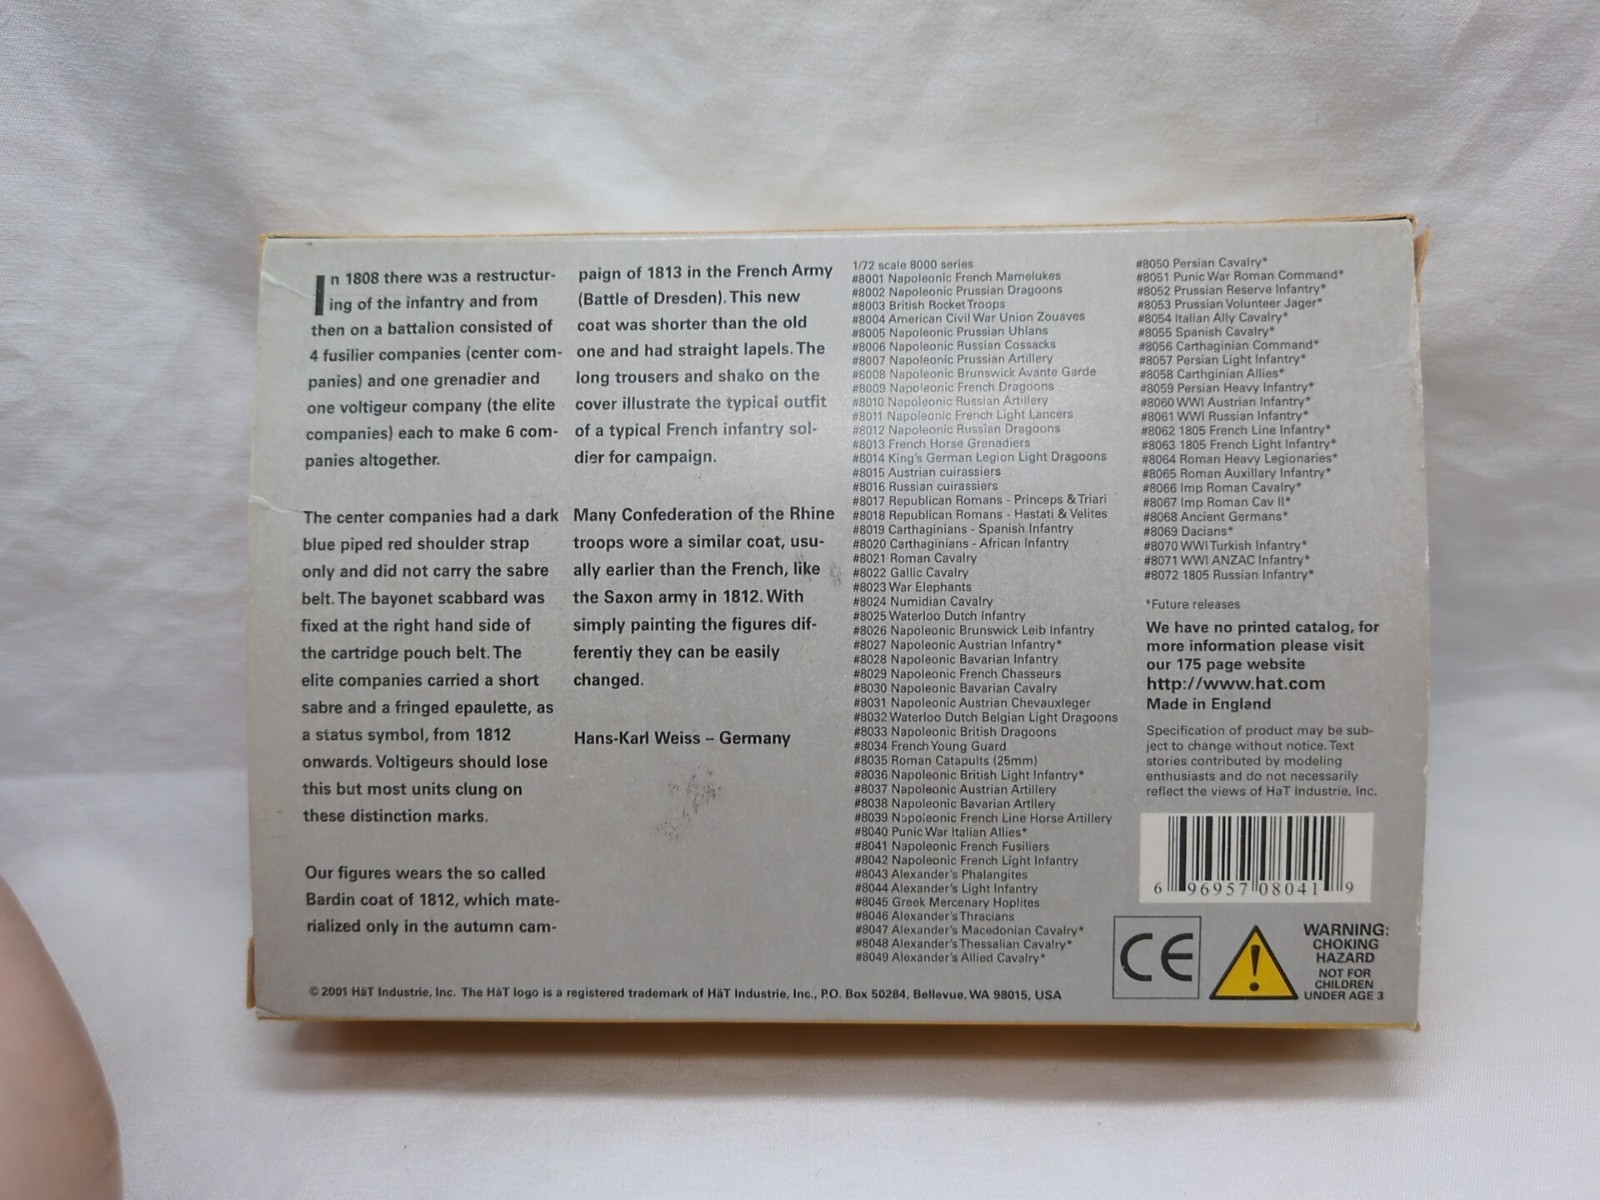 In 1808 there was a restructur-
ing of the infantry and from
then on a battalion consisted of
4 fusilier companies (center com-
panies) and one grenadier and
one voltigeur company (the elite
companies) each to make 6 com-
panies altogether.
The center companies had a dark
blue piped red shoulder strap
only and did not carry the sabre
belt. The bayonet scabbard was
fixed at the right hand side of
the cartridge pouch belt. The
elite companies carried a short
sabre and a fringed epaulette, as
a status symbol, from 1812
onwards. Voltigeurs should lose
this but most units clung on
these distinction marks.
Our figures wears the so called
Bardin coat of 1812, which mate-
rialized only in the autumn cam-
paign of 1813 in the French Army
(Battle of Dresden). This new
coat was shorter than the old
one and had straight lapels. The
long trousers and shako on the
cover illustrate the typical outfit
of a typical French infantry sol-
dier for campaign.
Many Confederation of the Rhine
troops wore a similar coat, usu-
ally earlier than the French, like
the Saxon army in 1812. With
simply painting the figures dif-
ferently they can be easily
changed.
Hans-Karl Weiss – Germany
1/72 scale 8000 series
#8001 Napoleonic French Mamelukes
#8002 Napoleonic Prussian Dragoons
#8003 British Rocket Troops
#8004 American Civil War Union Zouaves
#8005 Napoleonic Prussian Uhlans
#8006 Napoleonic Russian Cossacks
#8007 Napoleonic Prussian Artillery
#8008 Napoleonic Brunswick Avante Garde
#8009 Napoleonic French Dragoons
#8010 Napoleonic Russian Artillery
#8011 Napoleonic French Light Lancers
#8012 Napoleonic Russian Dragoons
#8013 French Horse Grenadiers
#8014 King's German Legion Light Dragoons
#8015 Austrian cuirassiers
#8016 Russian cuirassiers
#8017 Republican Romans - Princeps & Triari
#8018 Republican Romans - Hastati & Velites
#8019 Carthaginians - Spanish Infantry
#8020 Carthaginians - African Infantry
#8021 Roman Cavalry
#8022 Gallic Cavalry
#8023 War Elephants
#8024 Numidian Cavalry
#8025 Waterloo Dutch Infantry
#8026 Napoleonic Brunswick Leib Infantry
#8027 Napoleonic Austrian Infantry*
#8028 Napoleonic Bavarian Infantry
#8029 Napoleonic French Chasseurs
#8030 Napoleonic Bavarian Cavalry
#8031 Napoleonic Austrian Chevauxleger
#8032 Waterloo Dutch Belgian Light Dragoons
#8033 Napoleonic British Dragoons
#8034 French Young Guard
#8035 Roman Catapults (25mm)
#8036 Napoleonic British Light Infantry*
#8037 Napoleonic Austrian Artillery
#8038 Napoleonic Bavarian Artllery
#8039 Napoleonic French Line Horse Artillery
#8040 Punic War Italian Allies*
#8041 Napoleonic French Fusiliers
#8042 Napoleonic French Light Infantry
#8043 Alexander's Phalangites
#8044 Alexander's Light Infantry
#8045 Greek Mercenary Hoplites
#8046 Alexander's Thracians
#8047 Alexander's Macedonian Cavalry*
#8048 Alexander's Thessalian Cavalry*
#8049 Alexander's Allied Cavalry*
#8050 Persian Cavalry*
#8051 Punic War Roman Command*
#8052 Prussian Reserve Infantry*
#8053 Prussian Volunteer Jager*
#8054 Italian Ally Cavalry*
#8055 Spanish Cavalry*
#8056 Carthaginian Command*
#8057 Persian Light Infantry*
#8058 Carthginian Allies*
#8059 Persian Heavy Infantry*
#8060 WWI Austrian Infantry*
#8061 WWI Russian Infantry*
#8062 1805 French Line Infantry*
#8063 1805 French Light Infantry*
#8064 Roman Heavy Legionaries*
#8065 Roman Auxillary Infantry*
#8066 Imp Roman Cavalry*
#8067 Imp Roman Cav II*
#8068 Ancient Germans*
#8069 Dacians*
#8070 WWI Turkish Infantry*
#8071 WWI ANZAC Infantry*
#8072 1805 Russian Infantry*
*Future releases
We have no printed catalog, for
more information please visit
our 175 page website
http://www.hat.com
Made in England
Specification of product may be sub-
ject to change without notice. Text
stories contributed by modeling
enthusiasts and do not necessarily
reflect the views of HaT Industrie, Inc.
6 96957 08041 9
CE
WARNING:
CHOKING
HAZARD
NOT FOR
CHILDREN
UNDER AGE 3
© 2001 HäT Industrie, Inc. The HäT logo is a registered trademark of HäT Industrie, Inc., P.O. Box 50284, Bellevue, WA 98015, USA